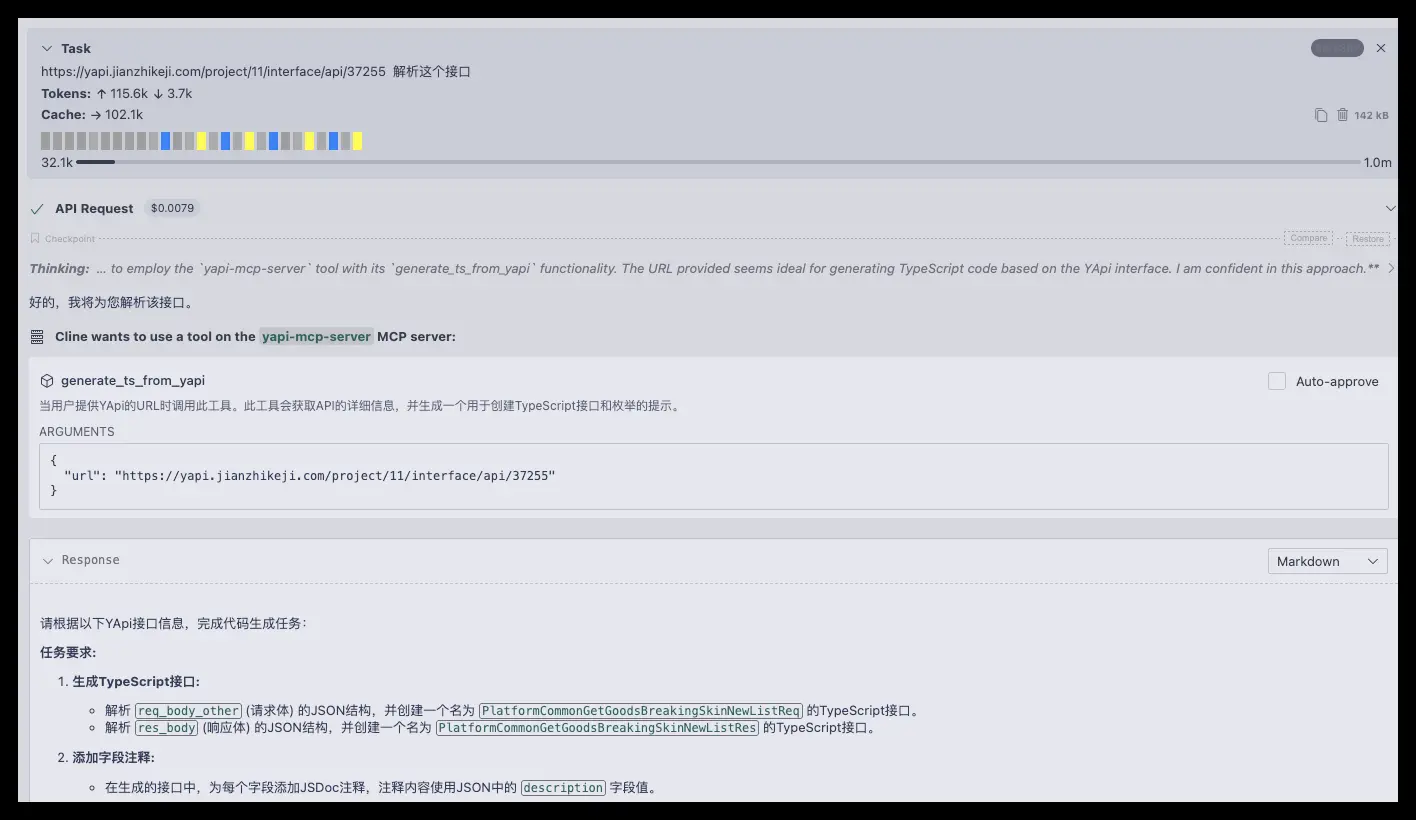 Task
https://yapi.jianzhikeji.com/project/11/interface/api/37255 解析这个接口
Tokens: ↑ 115.6k ↓ 3.7k
Cache: → 102.1k
142 kB
32.1k 1.0m
API Request $0.0079
Checkpoint Compare Restore
Thinking: ... to employ the `yapi-mcp-server` tool with its `generate_ts_from_yapi` functionality. The URL provided seems ideal for generating TypeScript code based on the YApi interface. I am confident in this approach.**
好的，我将为您解析该接口。
Cline wants to use a tool on the yapi-mcp-server MCP server:
generate_ts_from_yapi Auto-approve
当用户提供YApi的URL时调用此工具。此工具会获取API的详细信息，并生成一个用于创建TypeScript接口和枚举的提示。
ARGUMENTS
{
"url": "https://yapi.jianzhikeji.com/project/11/interface/api/37255"
}
Response Markdown
请根据以下YApi接口信息，完成代码生成任务：
任务要求:
1. 生成TypeScript接口:
解析 req_body_other (请求体) 的JSON结构，并创建一个名为 PlatformCommonGetGoodsBreakingSkinNewListReq 的TypeScript接口。
解析 res_body (响应体) 的JSON结构，并创建一个名为 PlatformCommonGetGoodsBreakingSkinNewListRes 的TypeScript接口。
2. 添加字段注释:
在生成的接口中，为每个字段添加JSDoc注释，注释内容使用JSON中的 description 字段值。